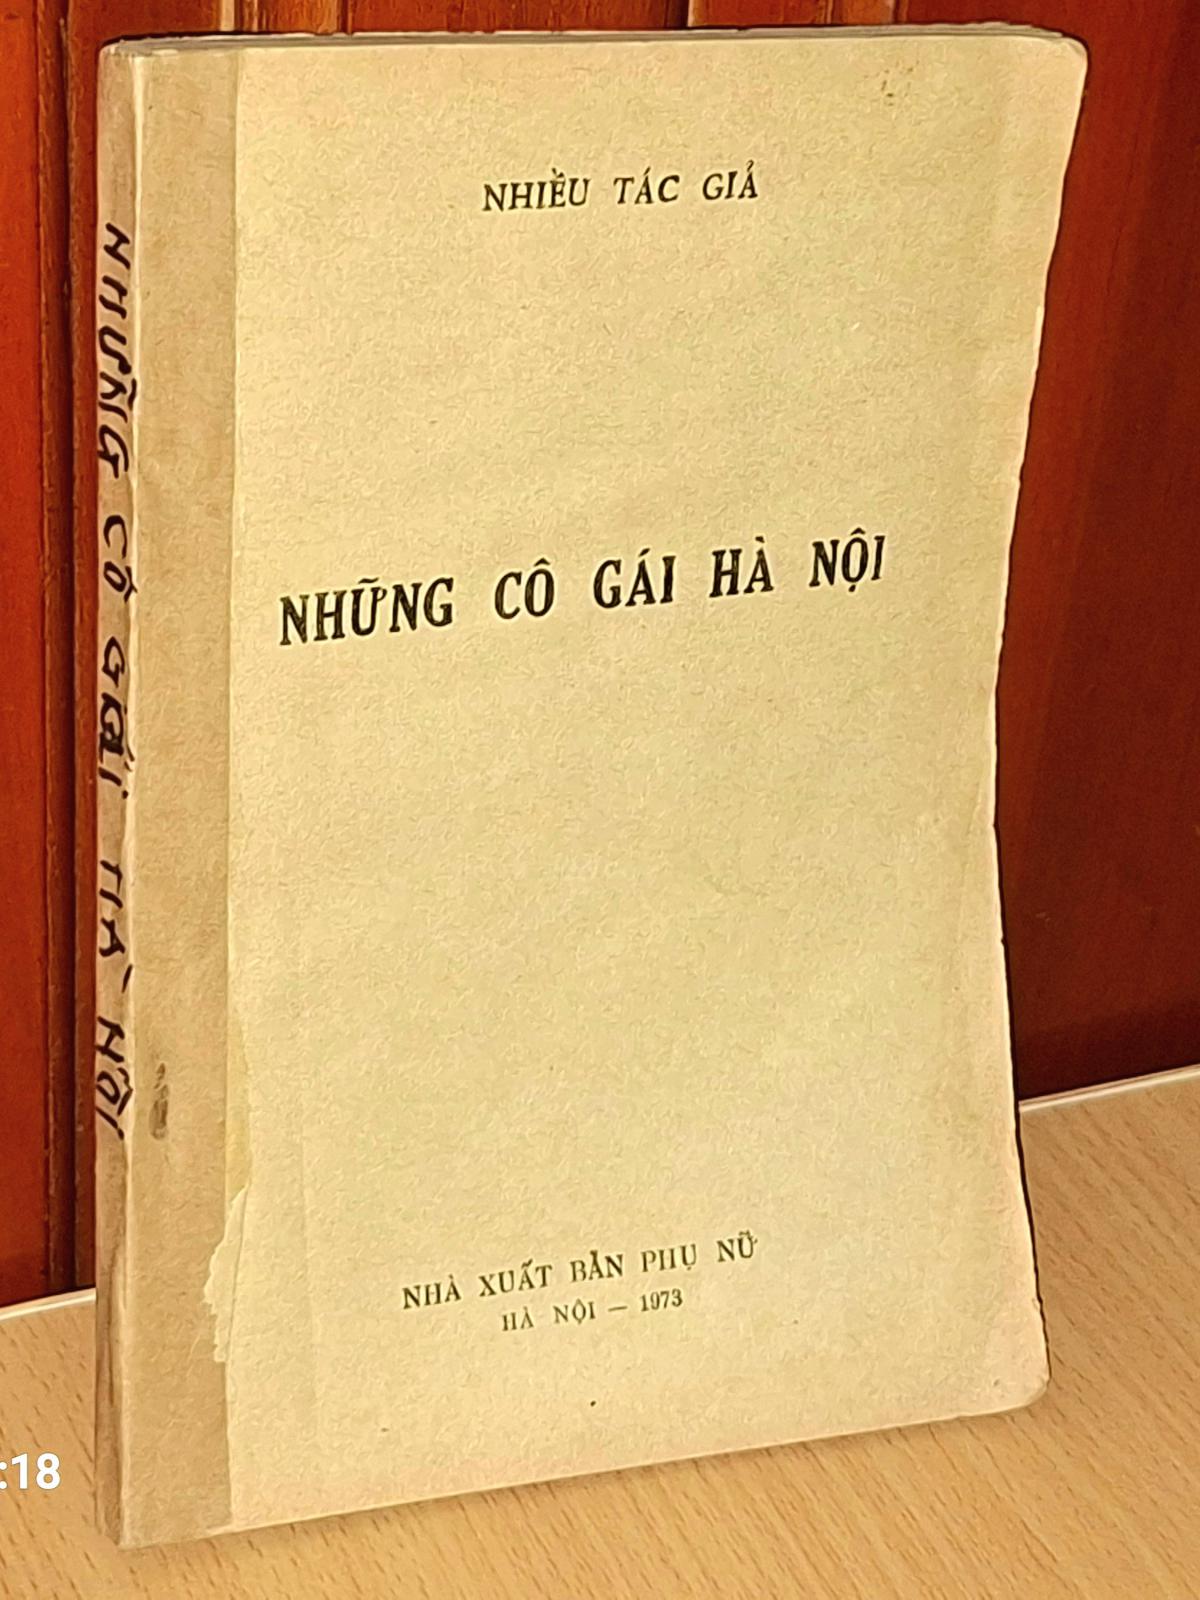 NHIỀU TÁC GIẢ
NHỮNG CÔ GÁI HÀ NỘI
NHÀ XUẤT BẢN PHỤ NỮ
HÀ NỘI — 1973
NHỮNG CÔ GÁI HÀ NỘI
:18